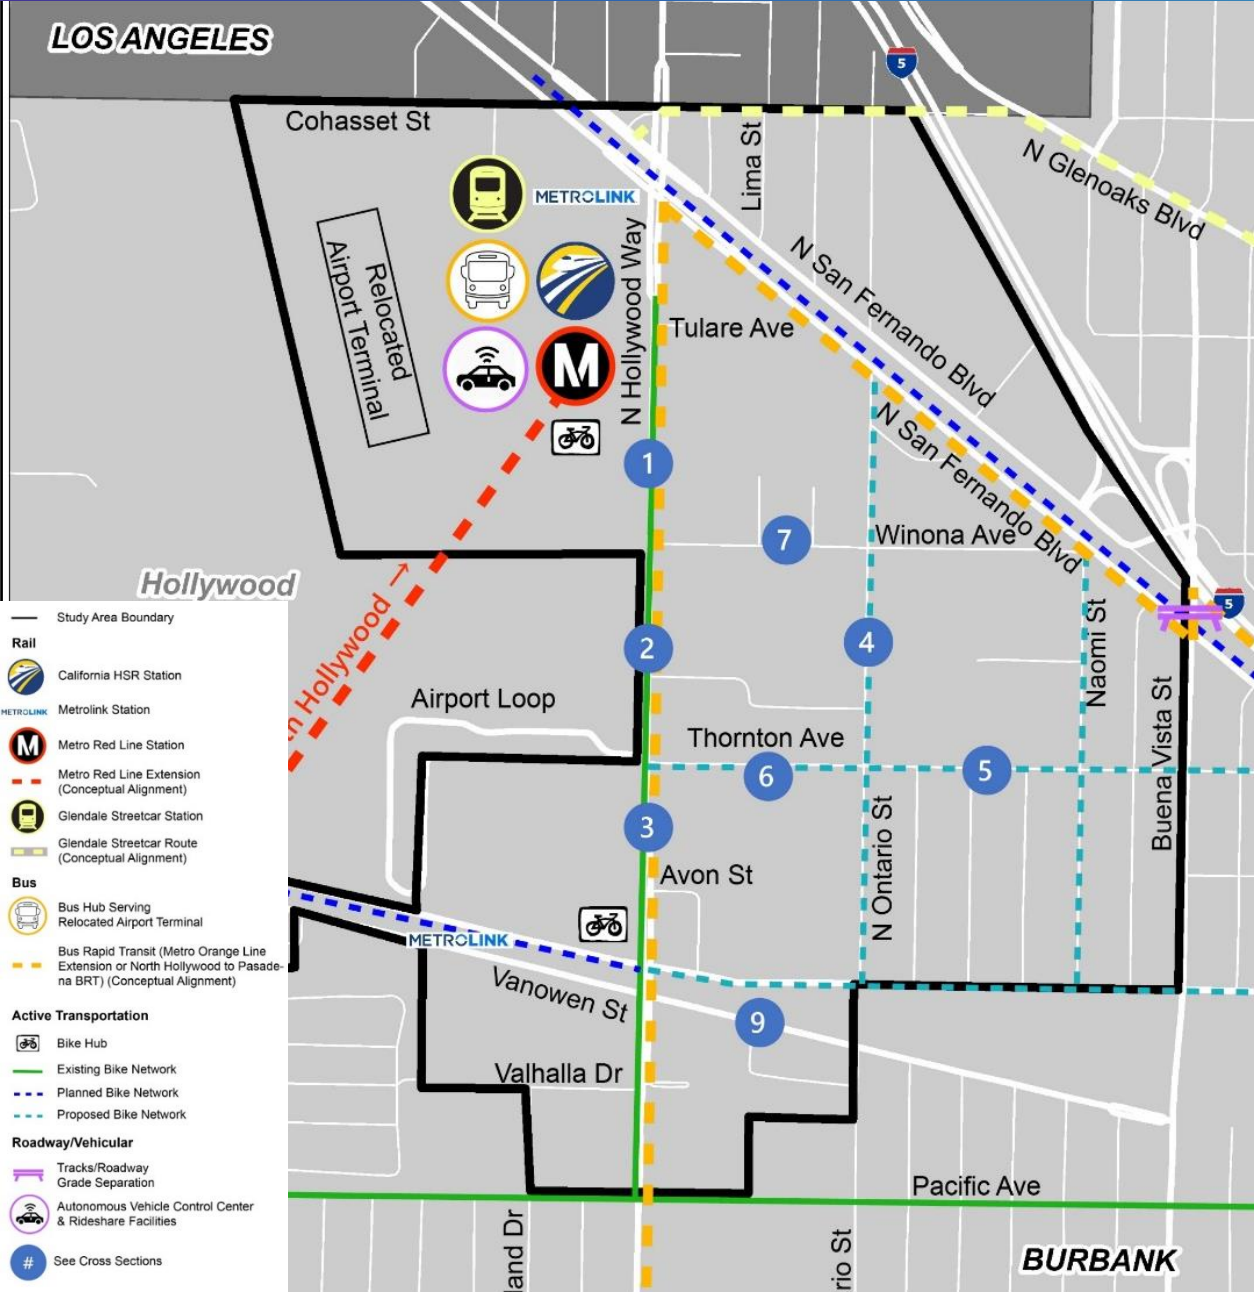 LOS ANGELES
5
Cohasset St
Lima St
N Glenoaks Blvd
METROLINK
N San Fernando Blvd
Relocated
Airport Terminal
N Hollywood Way
Tulare Ave
M
N San Fernando Blvd
1
7
Winona Ave
Hollywood
5
2
4
Naomi St
th Hollywood →
Airport Loop
Buena Vista St
Thornton Ave
6
5
3
N Ontario St
Avon St
METROLINK
Vanowen St
9
Valhalla Dr
Pacific Ave
land Dr
rio St
BURBANK
Study Area Boundary
Rail
California HSR Station
METROLINK
Metrolink Station
M
Metro Red Line Station
Metro Red Line Extension
(Conceptual Alignment)
Glendale Streetcar Station
Glendale Streetcar Route
(Conceptual Alignment)
Bus
Bus Hub Serving
Relocated Airport Terminal
Bus Rapid Transit (Metro Orange Line
Extension or North Hollywood to Pasade-
na BRT) (Conceptual Alignment)
Active Transportation
Bike Hub
Existing Bike Network
Planned Bike Network
Proposed Bike Network
Roadway/Vehicular
Tracks/Roadway
Grade Separation
Autonomous Vehicle Control Center
& Rideshare Facilities
#
See Cross Sections